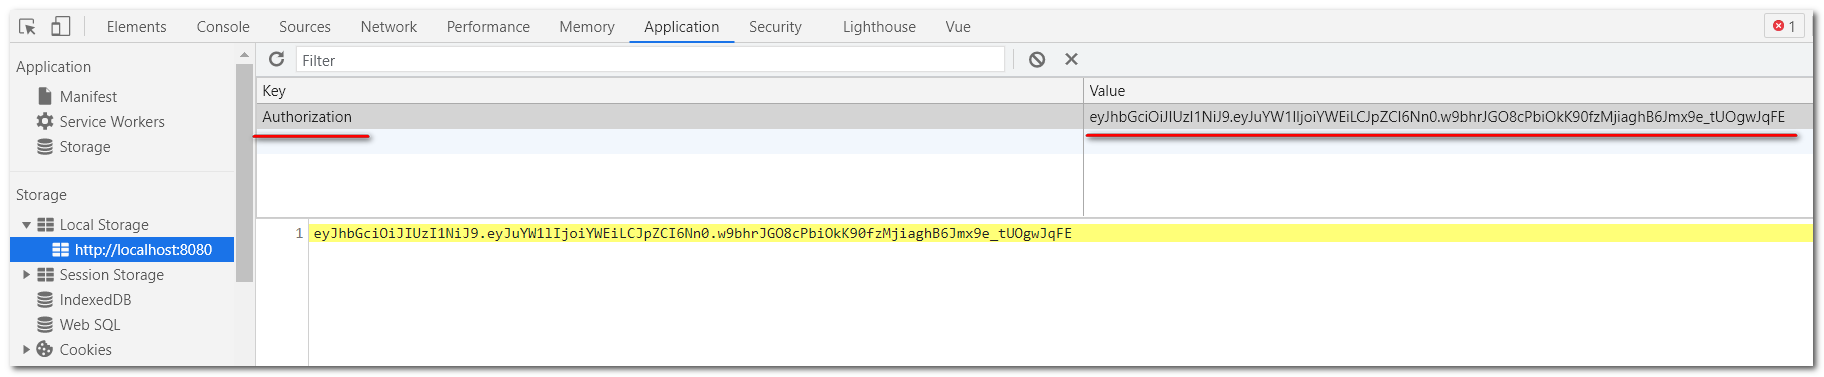 Elements Console Sources Network Performance Memory Application Security Lighthouse Vue 1
Application
Manifest
Service Workers
Storage
Storage
Local Storage
http://localhost:8080
Session Storage
IndexedDB
Web SQL
Cookies
Filter
Key Value
Authorization eyJhbGciOiJIUzI1NiJ9.eyJuYW1lIjoiYWEiLCJpZCI6Nn0.w9bhrJGO8cPbiOkK90fzMjiaghB6Jmx9e_tUOgwJqFE
1 eyJhbGciOiJIUzI1NiJ9.eyJuYW1lIjoiYWEiLCJpZCI6Nn0.w9bhrJGO8cPbiOkK90fzMjiaghB6Jmx9e_tUOgwJqFE